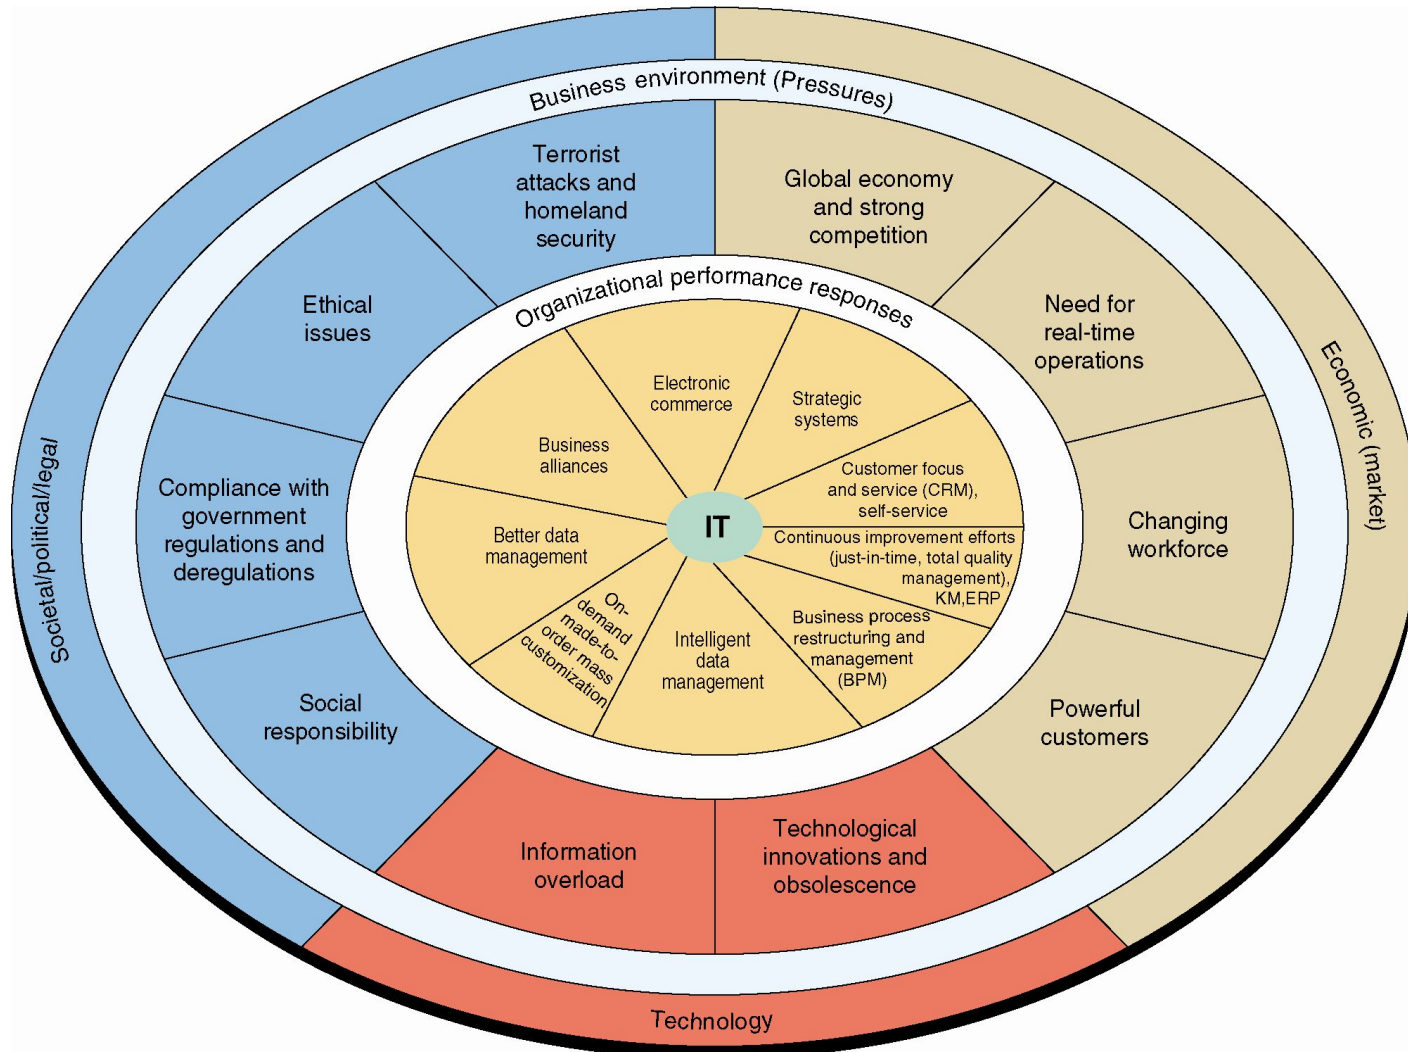 Business environment (Pressures)
Terrorist
attacks and
homeland
security
Global economy
and strong
competition
Ethical
issues
Need for
real-time
operations
Organizational performance responses
Societal/political/legal
Economic (market)
Compliance with
government
regulations and
deregulations
Changing
workforce
Social
responsibility
Powerful
customers
Electronic
commerce
Strategic
systems
Business
alliances
Customer focus
and service (CRM),
self-service
Better data
management
IT
Continuous improvement efforts
(just-in-time, total quality
management),
KM,ERP
On-
demand
made-to-
order mass
customization
Intelligent
data
management
Business process
restructuring and
management
(BPM)
Information
overload
Technological
innovations and
obsolescence
Technology